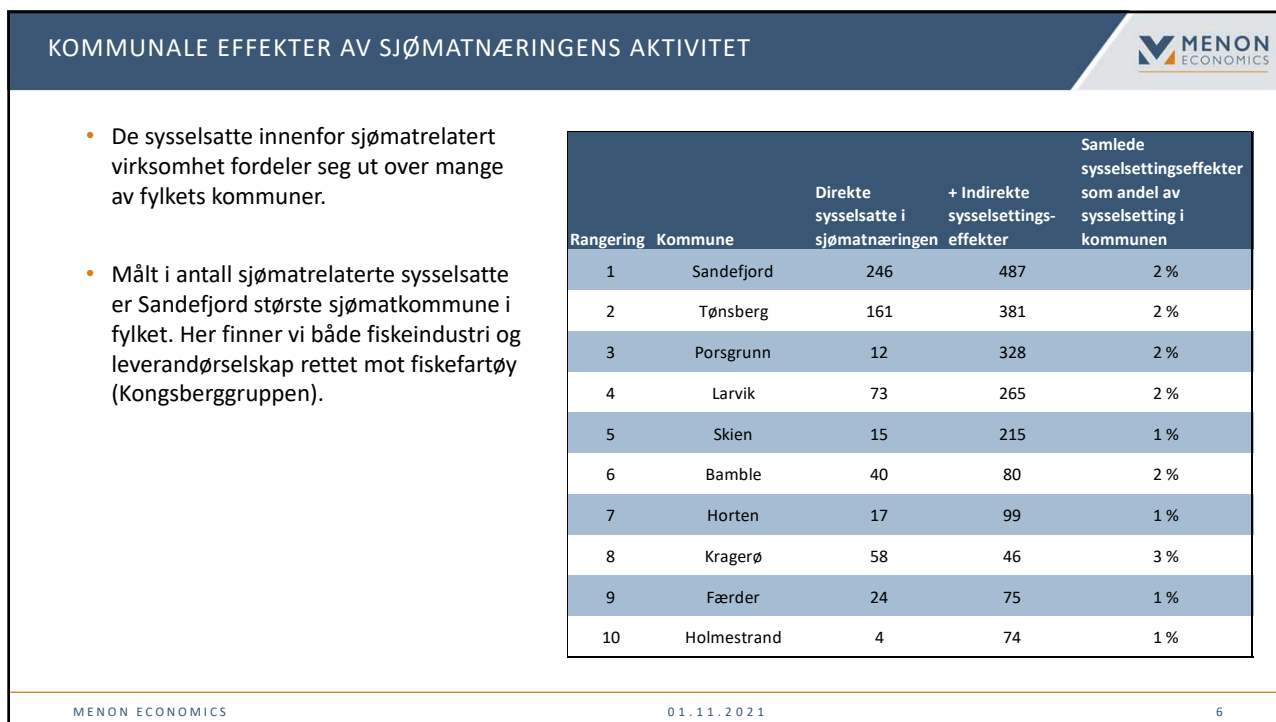 KOMMUNALE EFFEKTER AV SJØMATNÆRINGENS AKTIVITET
MENON
ECONOMICS
• De sysselsatte innenfor sjømatrelatert
virksomhet fordeler seg ut over mange
av fylkets kommuner.
• Målt i antall sjømatrelaterte sysselsatte
er Sandefjord største sjømatkommune i
fylket. Her finner vi både fiskeindustri og
leverandørselskap rettet mot fiskefartøy
(Kongsberggruppen).
Rangering Kommune Direkte sysselsatte i sjømatnæringen + Indirekte sysselsettings- effekter Samlede sysselsettingseffekter som andel av sysselsetting i kommunen
1 Sandefjord 246 487 2 %
2 Tønsberg 161 381 2 %
3 Porsgrunn 12 328 2 %
4 Larvik 73 265 2 %
5 Skien 15 215 1 %
6 Bamble 40 80 2 %
7 Horten 17 99 1 %
8 Kragerø 58 46 3 %
9 Færder 24 75 1 %
10 Holmestrand 4 74 1 %
MENON ECONOMICS 01.11.2021 6